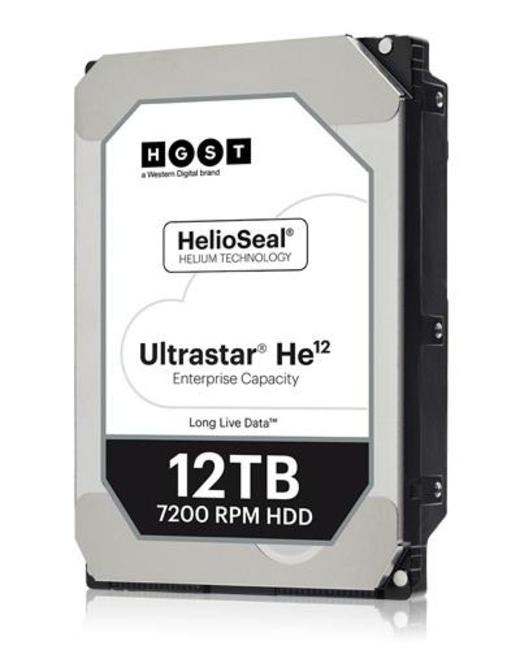 HGST
a Western Digital brand
HelioSeal®
HELIUM TECHNOLOGY
Ultrastar® He¹²
Enterprise Capacity
Long Live Data™
12TB
7200 RPM HDD